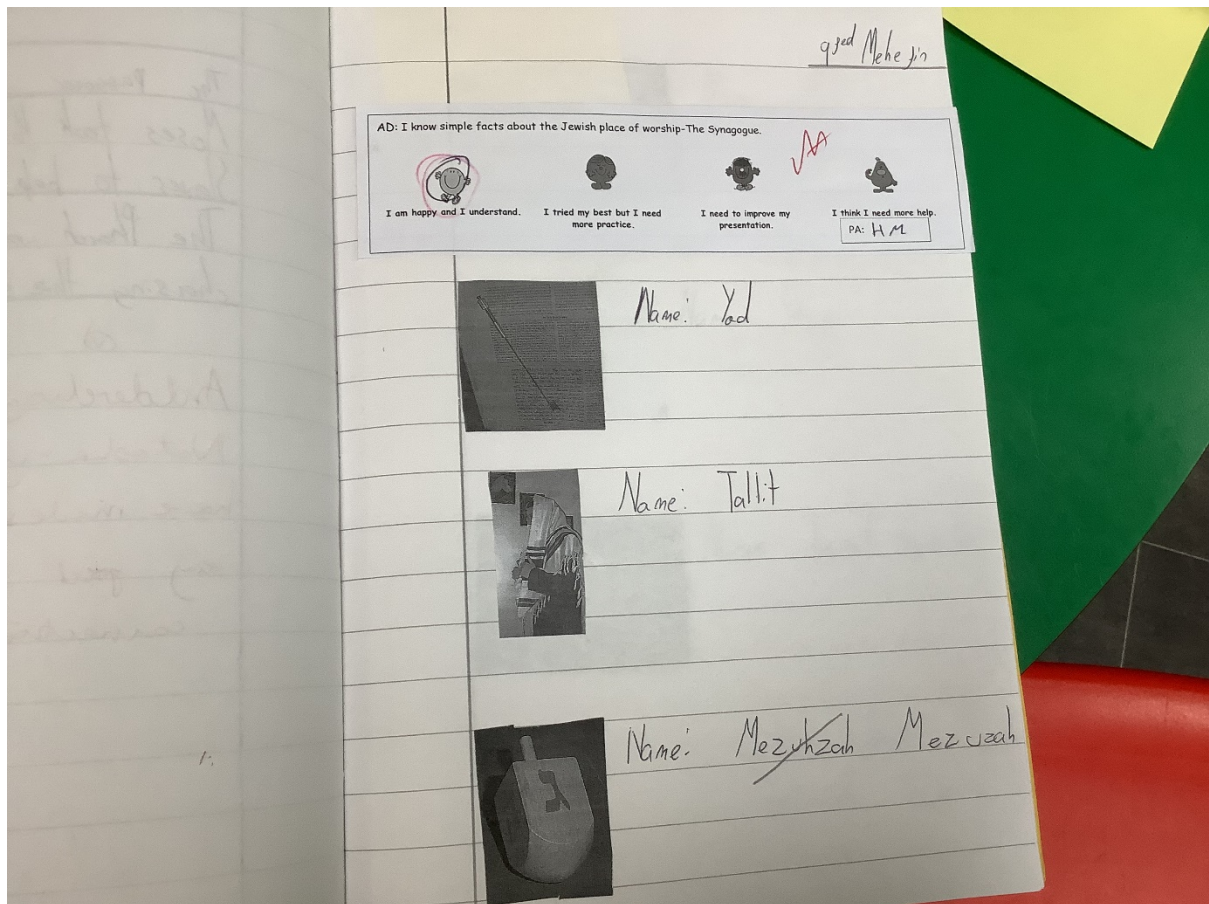 Mehejin
AD: I know simple facts about the Jewish place of worship-The Synagogue.
I am happy and I understand.
I tried my best but I need
more practice.
I need to improve my
presentation.
I think I need more help.
PA: HM
Name: Yad
Name: Tallit
Name: Mezuhzah Mezuzah
ג